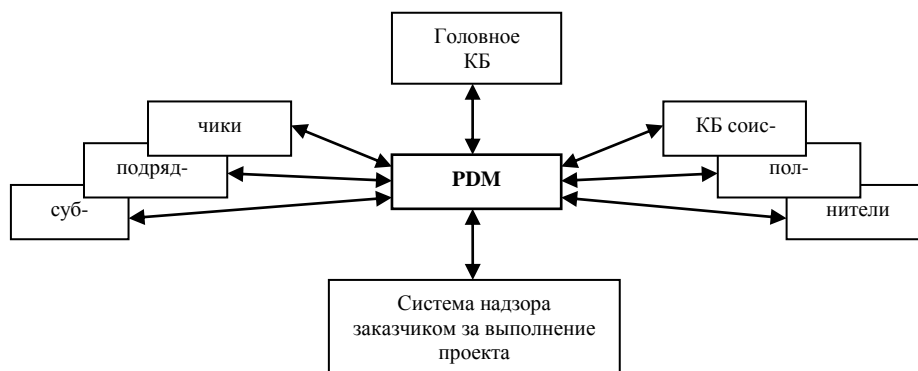 Головное
КБ
чики
КБ соис-
подряд-
PDM
пол-
суб-
нители
Система надзора
заказчиком за выполнение
проекта